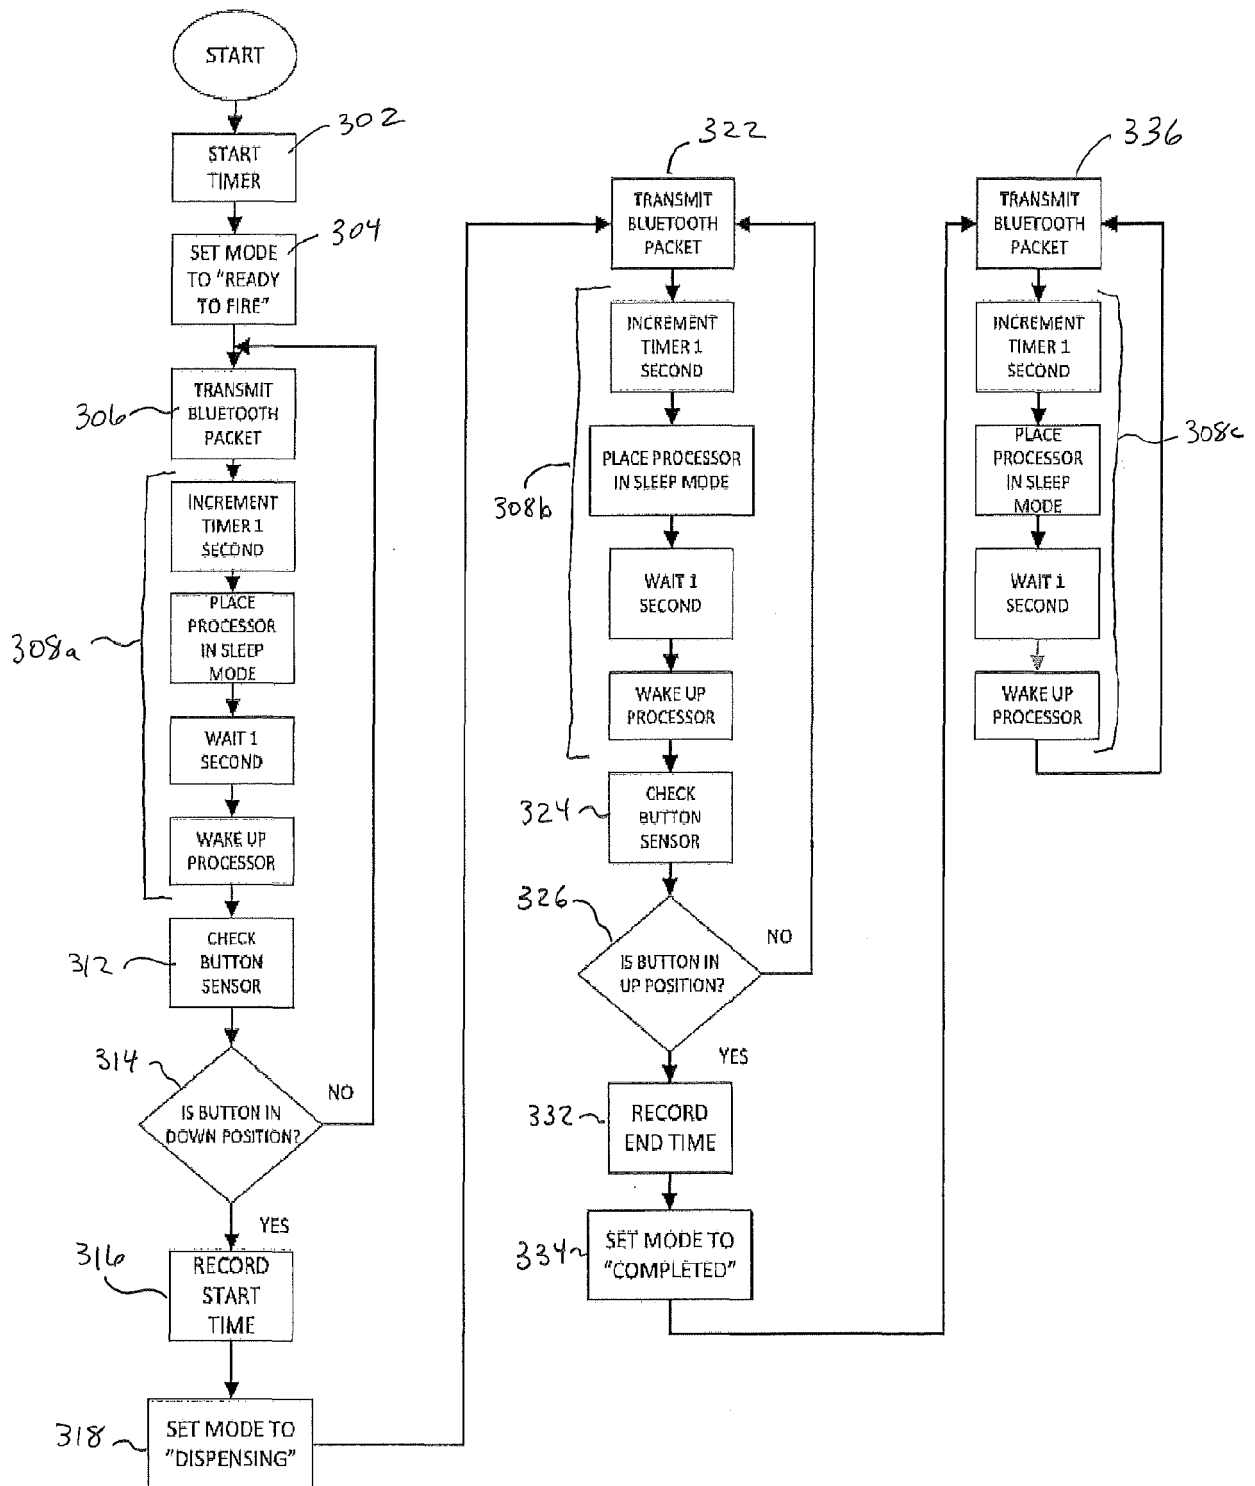 START
302
START
TIMER
304
SET MODE
TO "READY
TO FIRE"
306
TRANSMIT
BLUETOOTH
PACKET
308a
INCREMENT
TIMER 1
SECOND
PLACE
PROCESSOR
IN SLEEP
MODE
WAIT 1
SECOND
WAKE UP
PROCESSOR
312
CHECK
BUTTON
SENSOR
314
IS BUTTON IN
DOWN POSITION?
NO
YES
316
RECORD
START
TIME
318
SET MODE TO
"DISPENSING"
322
TRANSMIT
BLUETOOTH
PACKET
308b
INCREMENT
TIMER 1
SECOND
PLACE PROCESSOR
IN SLEEP MODE
WAIT 1
SECOND
WAKE UP
PROCESSOR
324
CHECK
BUTTON
SENSOR
326
IS BUTTON IN
UP POSITION?
NO
YES
332
RECORD
END TIME
334
SET MODE TO
"COMPLETED"
336
TRANSMIT
BLUETOOTH
PACKET
308c
INCREMENT
TIMER 1
SECOND
PLACE
PROCESSOR
IN SLEEP
MODE
WAIT 1
SECOND
WAKE UP
PROCESSOR